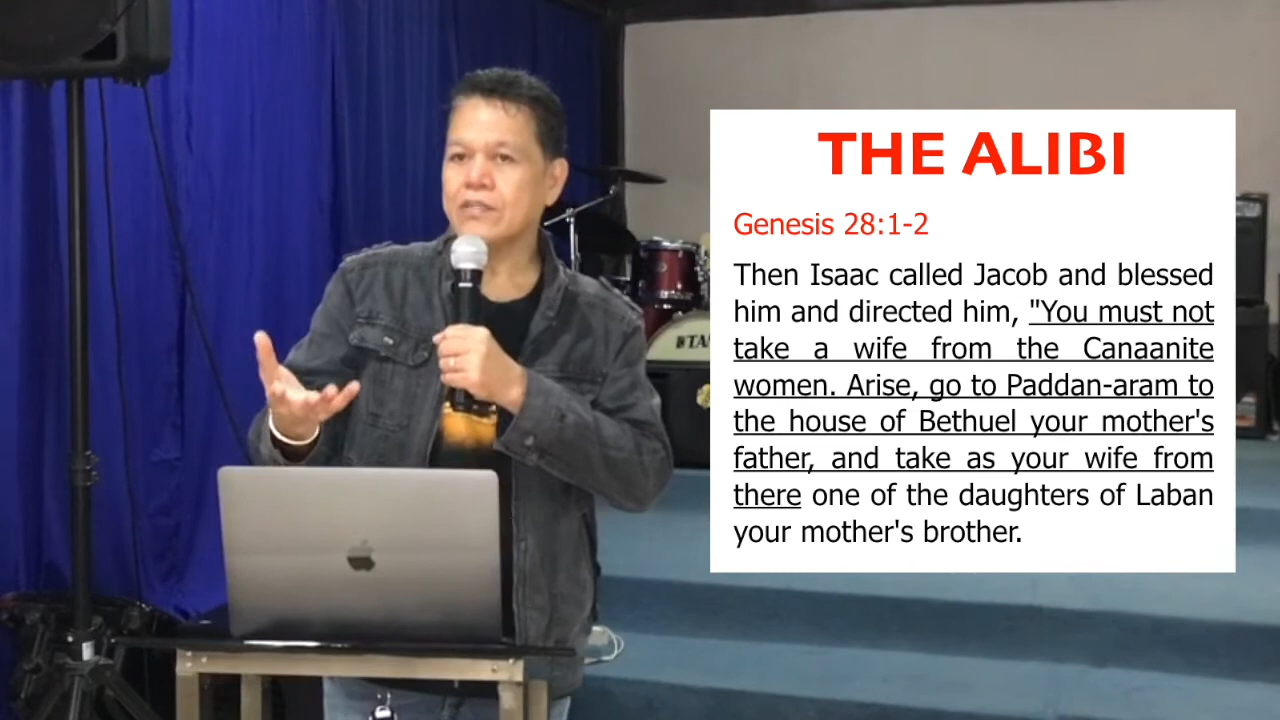 THE ALIBI
Genesis 28:1-2
Then Isaac called Jacob and blessed
him and directed him, "You must not
take a wife from the Canaanite
women. Arise, go to Paddan-aram to
the house of Bethuel your mother's
father, and take as your wife from
there one of the daughters of Laban
your mother's brother.